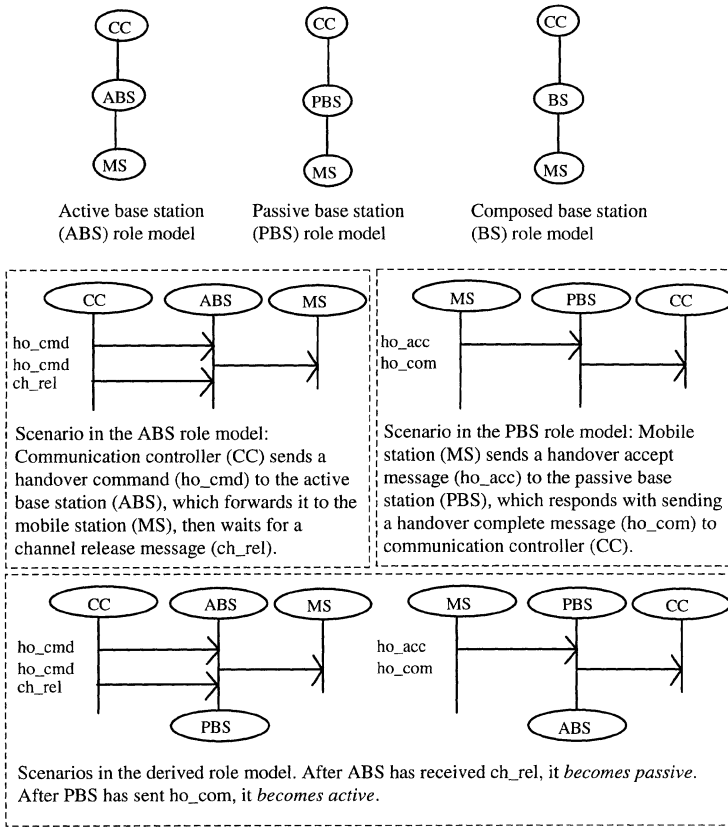 CC
CC
CC
ABS
PBS
BS
MS
MS
MS
Active base station
(ABS) role model
Passive base station
(PBS) role model
Composed base station
(BS) role model
CC
ABS
MS
ho_cmd
ho_cmd
ch_rel
Scenario in the ABS role model:
Communication controller (CC) sends a
handover command (ho_cmd) to the active
base station (ABS), which forwards it to the
mobile station (MS), then waits for a
channel release message (ch_rel).
MS
PBS
CC
ho_acc
ho_com
Scenario in the PBS role model: Mobile
station (MS) sends a handover accept
message (ho_acc) to the passive base
station (PBS), which responds with sending
a handover complete message (ho_com) to
communication controller (CC).
CC
ABS
MS
ho_cmd
ho_cmd
ch_rel
PBS
MS
PBS
CC
ho_acc
ho_com
ABS
Scenarios in the derived role model. After ABS has received ch_rel, it becomes passive.
After PBS has sent ho_com, it becomes active.